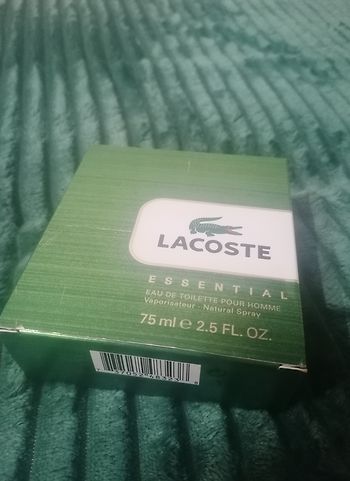 LACOSTE
ESSENTIAL
EAU DE TOILETTE POUR HOMME
Vaporisateur - Natural Spray
75 ml e 2.5 FL. OZ.